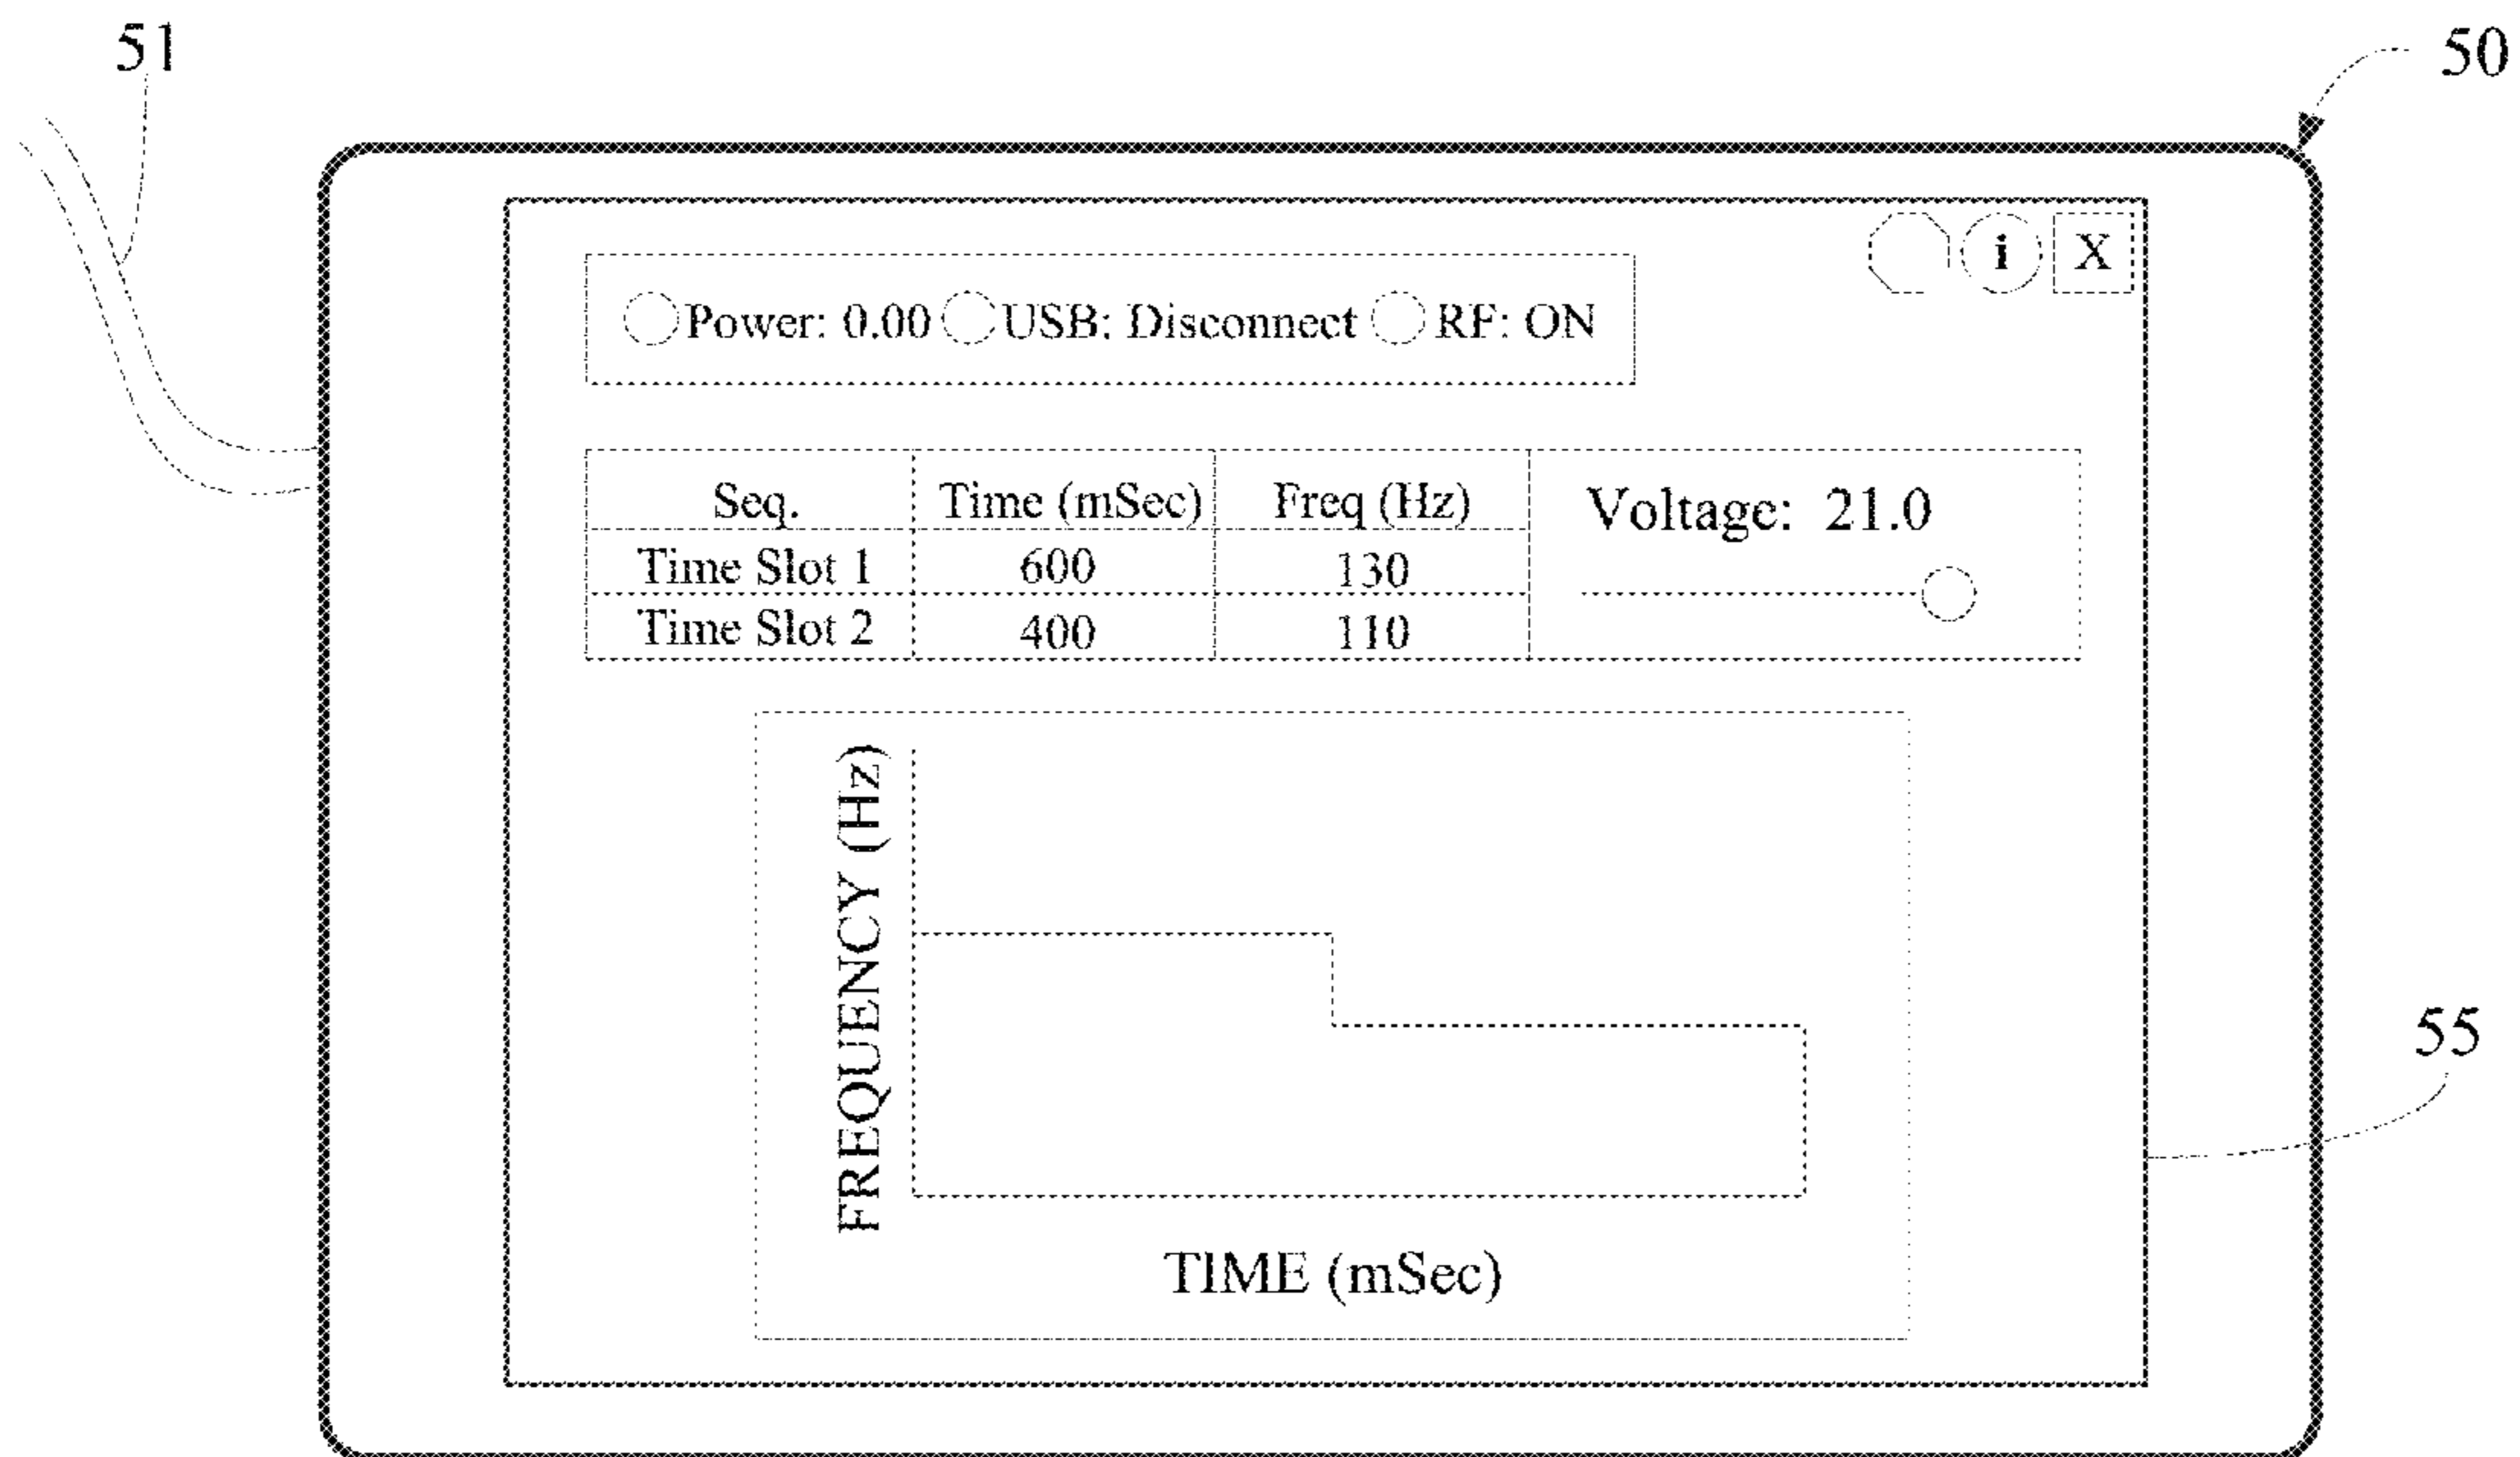 51
50
i X
Power: 0.00 USB: Disconnect RF: ON
Seq. Time (mSec) Freq (Hz) Voltage: 21.0
Time Slot 1 600 130
Time Slot 2 400 110
FREQUENCY (Hz)
55
TIME (mSec)